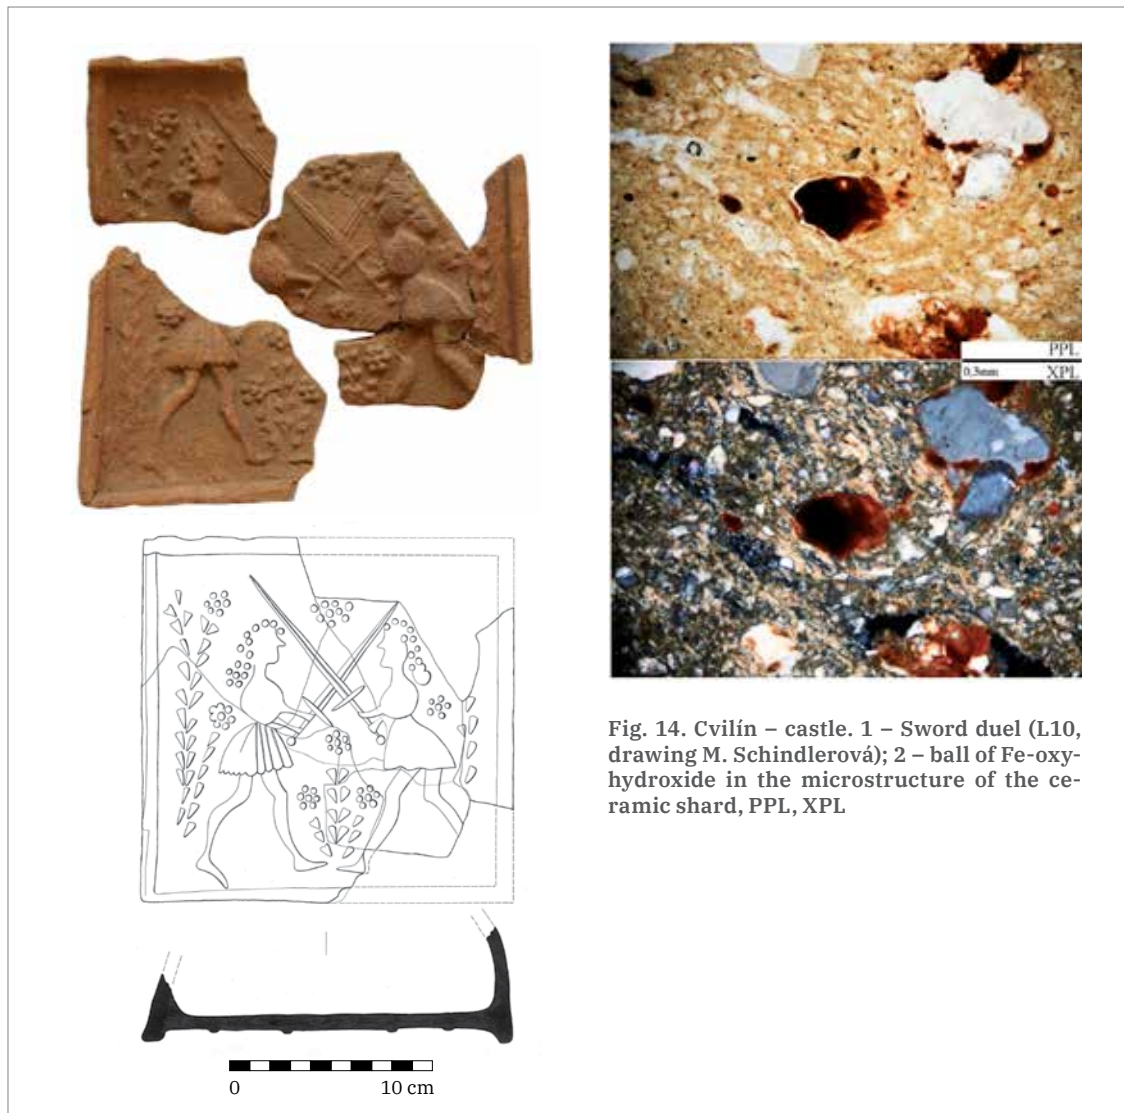 PPL
0,3mm
XPL
Fig. 14. Cvilín – castle. 1 – Sword duel (L10,
drawing M. Schindlerová); 2 – ball of Fe-oxy-
hydroxide in the microstructure of the ce-
ramic shard, PPL, XPL
0 10 cm